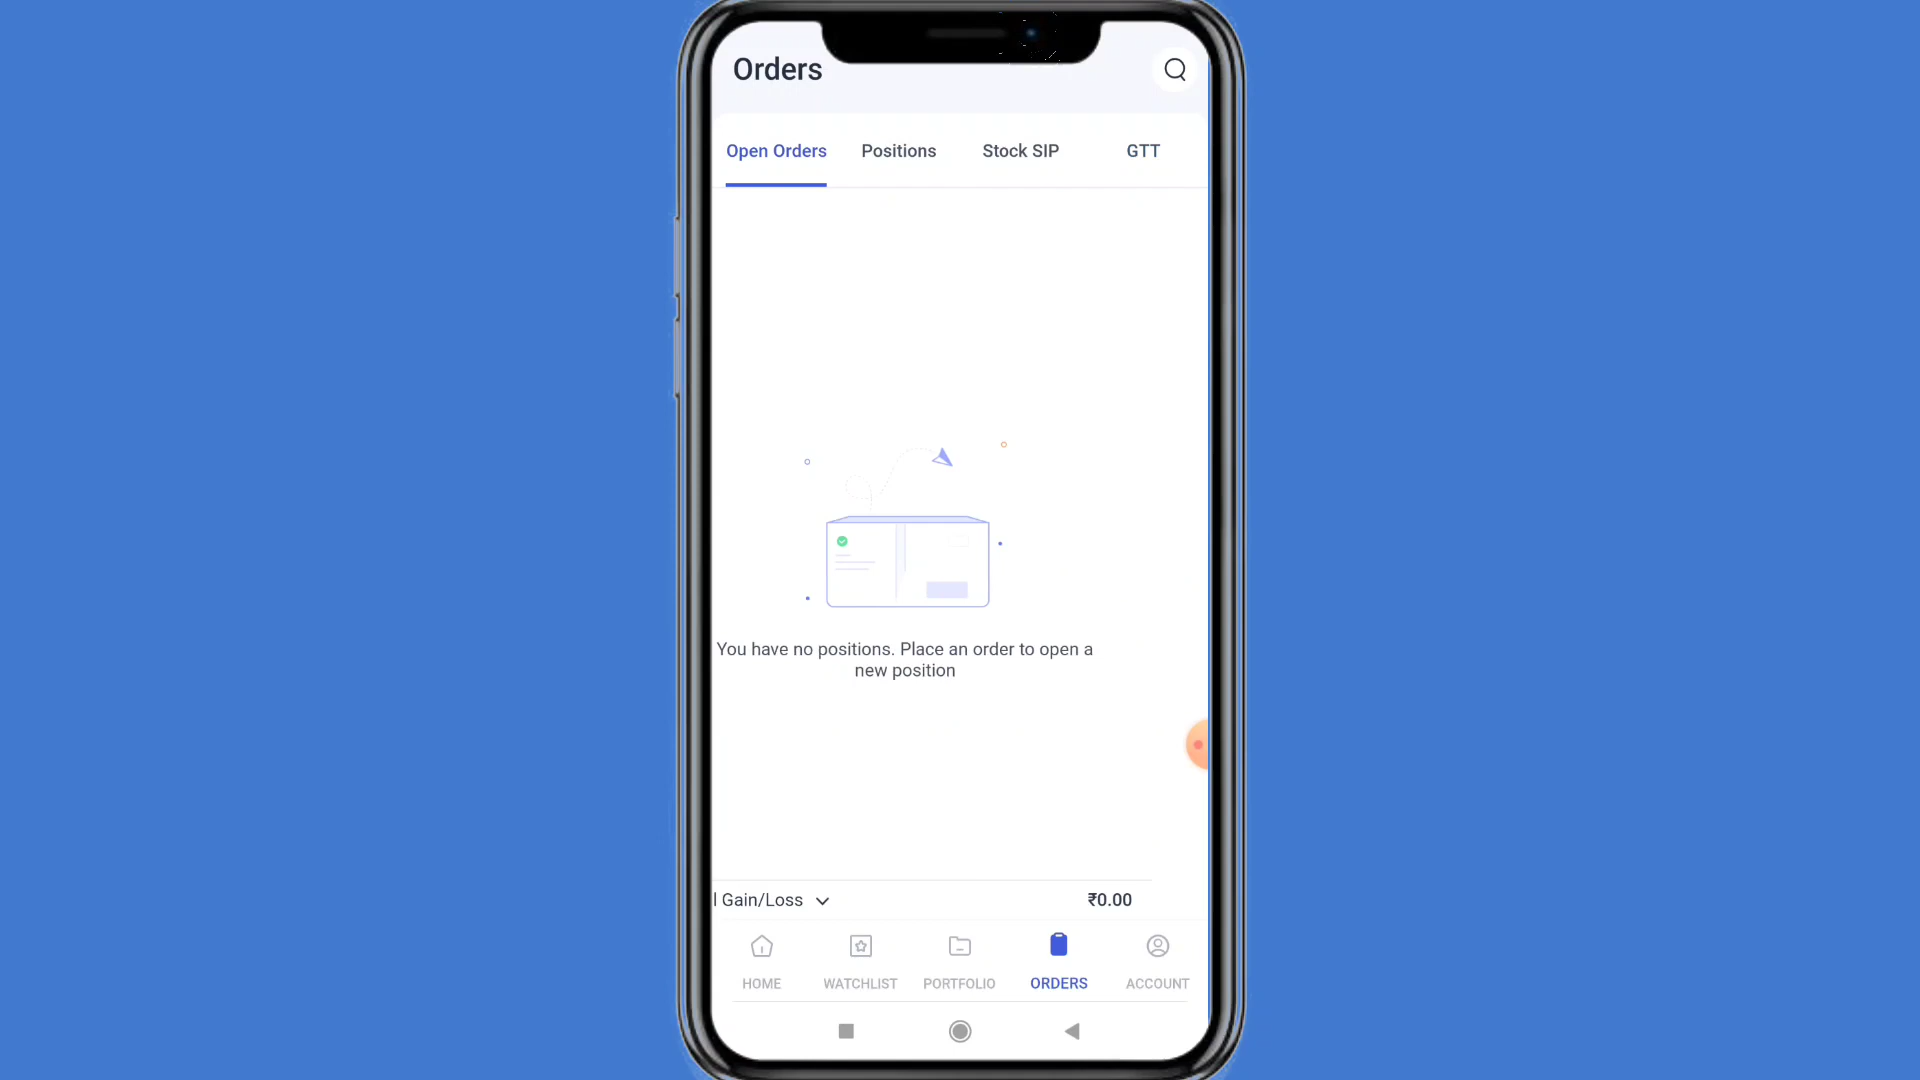 Orders
Open Orders Positions Stock SIP GTT
You have no positions. Place an order to open a
new position
l Gain/Loss ₹0.00
HOME WATCHLIST PORTFOLIO ORDERS ACCOUNT